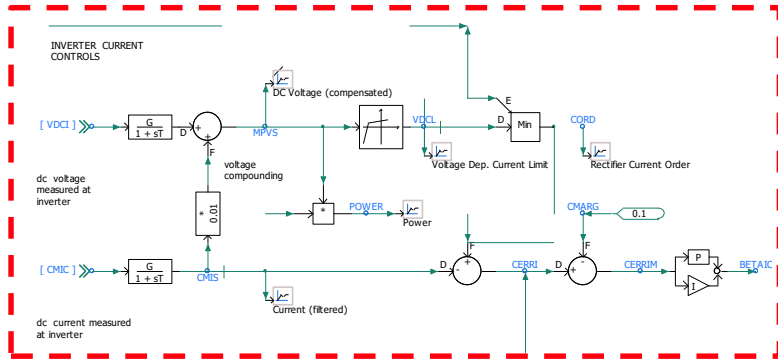 INVERTER CURRENT
CONTROLS
DC Voltage (compensated)
[ VDCI ]
G
1 + sT
D
+
+
F
MPVS
VDCL
E
D
Min
CORD
voltage
compounding
Voltage Dep. Current Limit
Rectifier Current Order
dc voltage
measured at
inverter
*
0.01
*
POWER
Power
CMARG
0.1
[ CMIC ]
G
1 + sT
CMIS
D
-
+
F
CERRI
D
+
-
F
CERRIM
P
I
BETAIC
Current (filtered)
dc current measured
at inverter